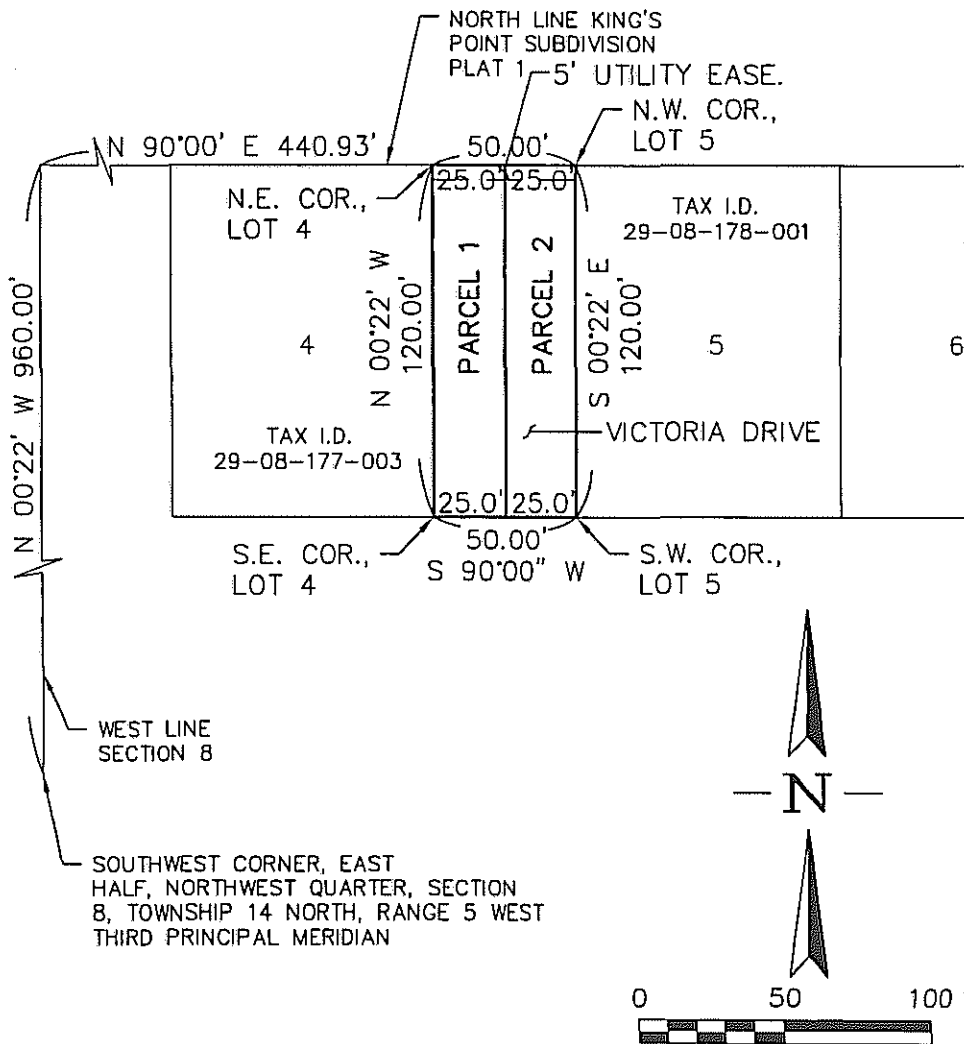 NORTH LINE KING'S
POINT SUBDIVISION
PLAT 1
5' UTILITY EASE.
N.W. COR.,
LOT 5
N 90°00' E 440.93'
50.00'
25.0' 25.0'
N.E. COR.,
LOT 4
TAX I.D.
29-08-178-001
N 00°22' W 960.00'
4
N 00°22' W
120.00'
PARCEL 1
PARCEL 2
S 00°22' E
120.00'
5
6
VICTORIA DRIVE
TAX I.D.
29-08-177-003
25.0' 25.0'
50.00'
S 90°00" W
S.E. COR.,
LOT 4
S.W. COR.,
LOT 5
WEST LINE
SECTION 8
N
SOUTHWEST CORNER, EAST
HALF, NORTHWEST QUARTER, SECTION
8, TOWNSHIP 14 NORTH, RANGE 5 WEST
THIRD PRINCIPAL MERIDIAN
0 50 100